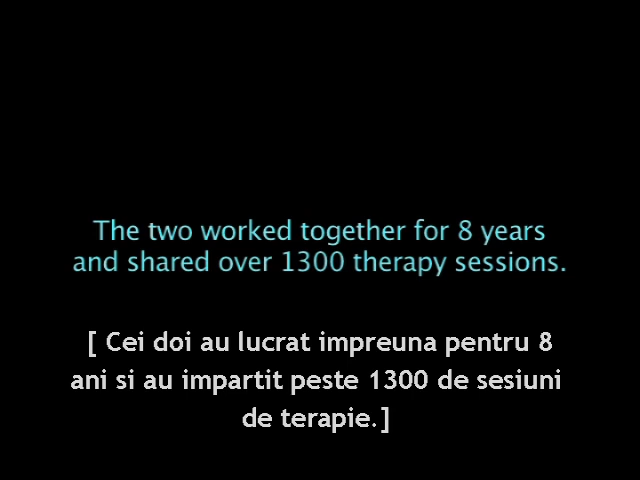 The two worked together for 8 years
and shared over 1300 therapy sessions.
[ Cei doi au lucrat impreuna pentru 8
ani si au impartit peste 1300 de sesiuni
de terapie.]